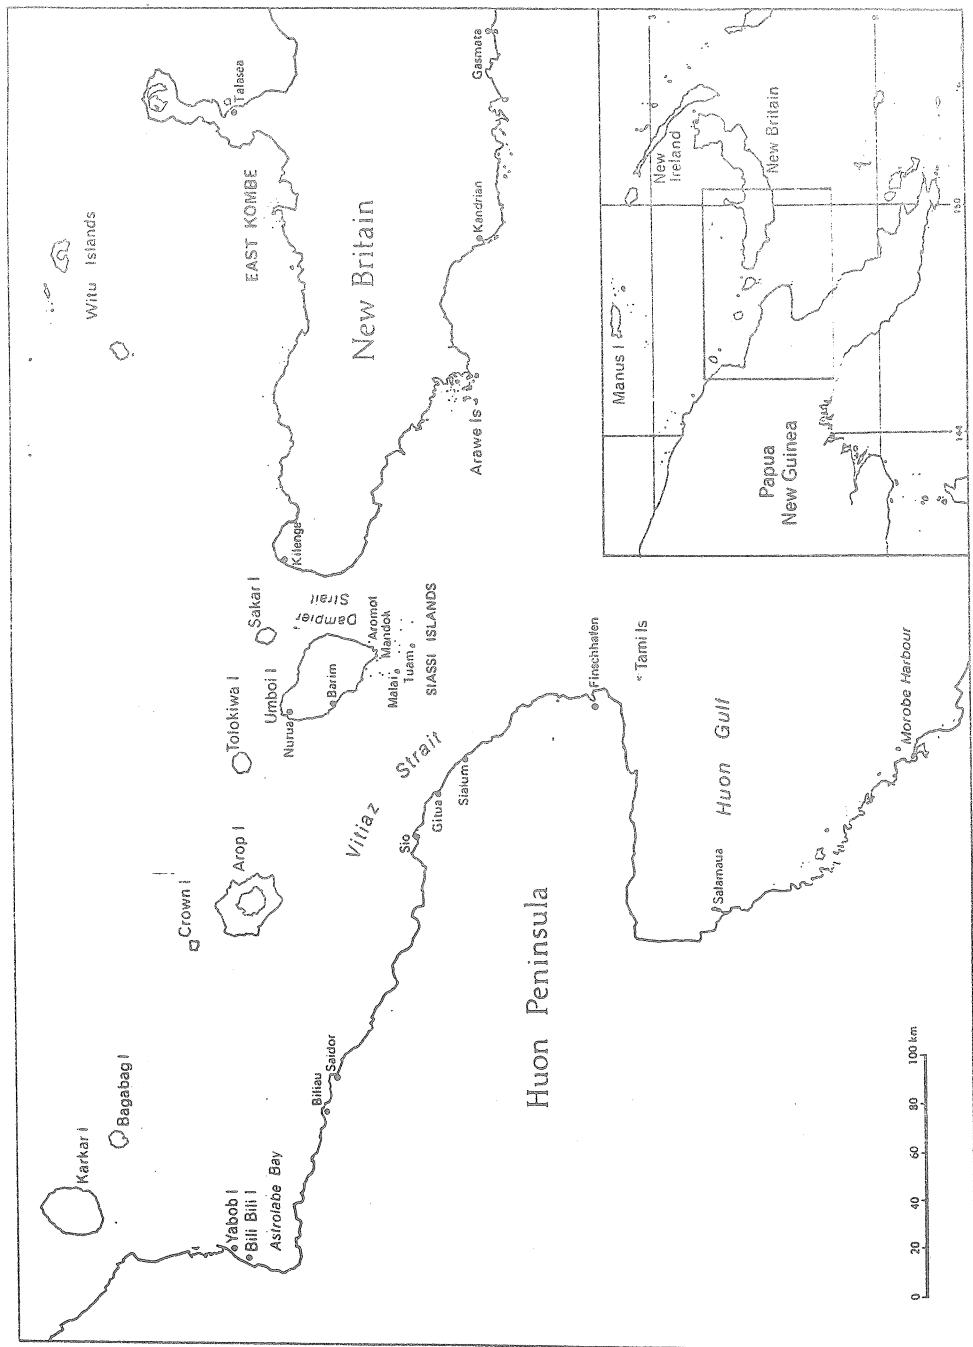 Karkar I
Bagabag I
Crown I
Arop I
Tolokiwa I
Sakar I
Umboi I
Nurua
Barim
Dampier
Strait
Aromot
Mandok
Malai
Tuam
SIASSI ISLANDS
Witu Islands
EAST KOMBE
Talasea
New Britain
Kilenge
Kandrian
Gasmata
Arawe Is
Yabob I
Bili Bili I
Astrolabe Bay
Biliau
Saidor
Vitiaz Strait
Sio
Gitua
Sialum
Finschhafen
Tami Is
Huon Peninsula
Huon Gulf
Salamaua
Morobe Harbour
0 20 40 60 80 100 km
Manus I
New
Ireland
New Britain
Papua
New Guinea
3
144
150